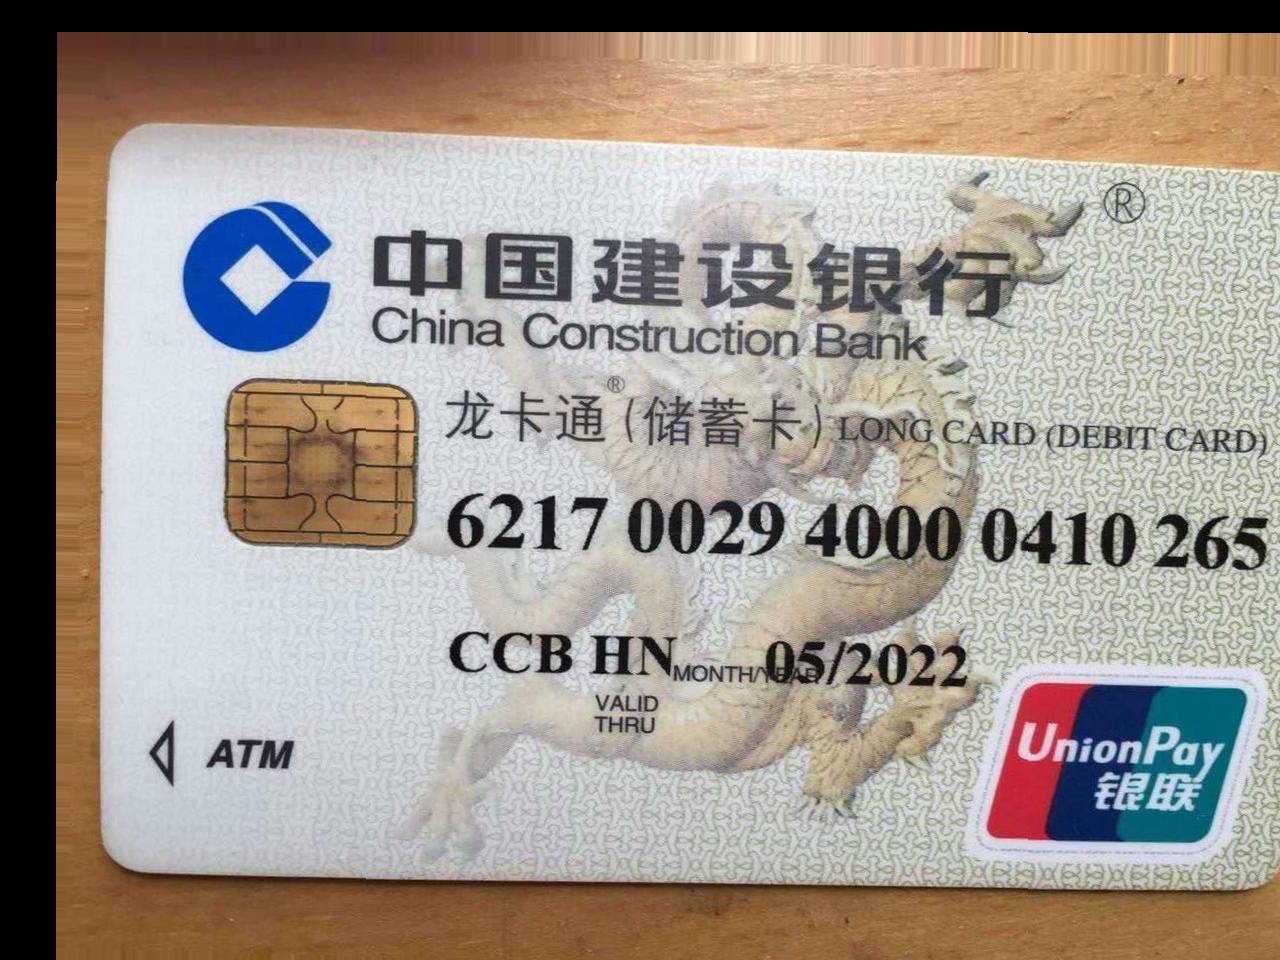 ®
中国建设银行
China Construction Bank
龙卡通®(储蓄卡) LONG CARD (DEBIT CARD)
6217 0029 4000 0410 265
CCB HN MONTH/YEAR 05/2022
VALID
THRU
ATM
UnionPay
银联